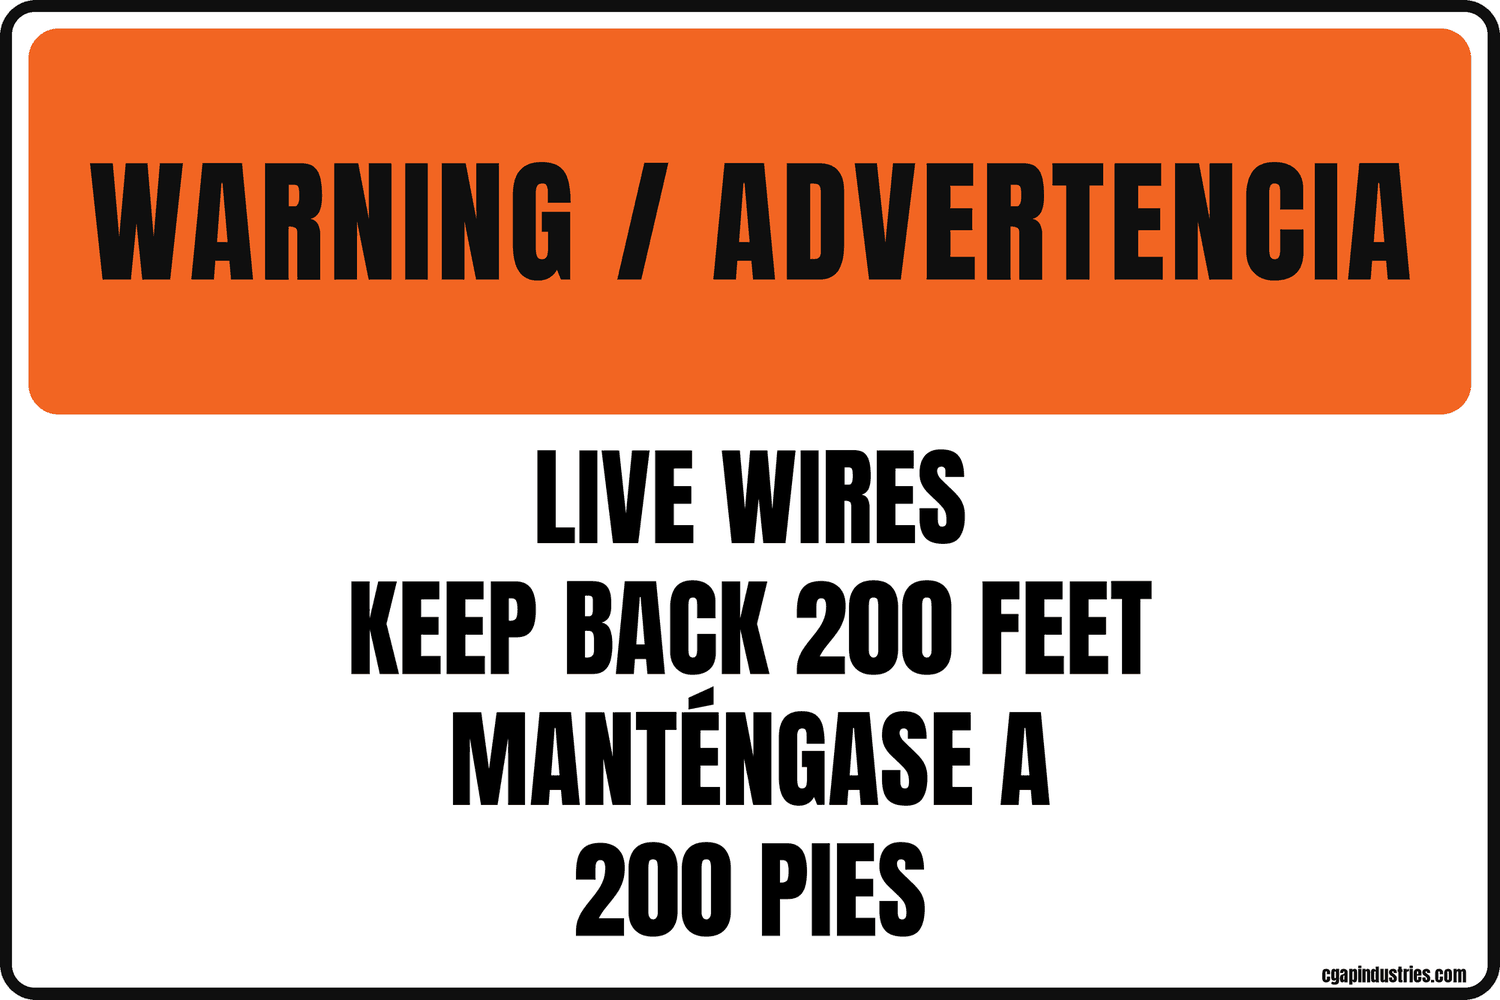 WARNING / ADVERTENCIA
LIVE WIRES
KEEP BACK 200 FEET
MANTÉNGASE A
200 PIES
cgapindustries.com